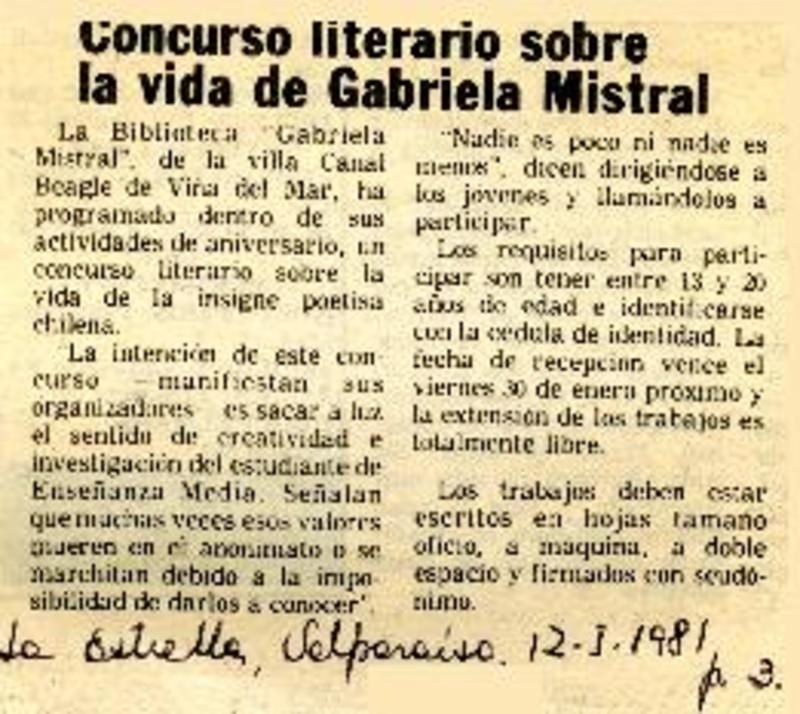 Concurso literario sobre
la vida de Gabriela Mistral
La Biblioteca "Gabriela
Mistral", de la villa Canal
Beagle de Viña del Mar, ha
programado dentro de sus
actividades de aniversario, un
concurso literario sobre la
vida de la insigne poetisa
chilena.
"La intención de este con-
curso —manifiestan sus
organizadores— es sacar a luz
el sentido de creatividad e
investigación del estudiante de
Enseñanza Media. Señalan
que muchas veces esos valores
mueren en el anonimato o se
marchitan debido a la impo-
sibilidad de darlos a conocer".
"Nadie es poco ni nadie es
menos", dicen dirigiéndose a
los jóvenes y llamándolos a
participar.
Los requisitos para parti-
cipar son tener entre 13 y 20
años de edad e identificarse
con la cédula de identidad. La
fecha de recepción vence el
viernes 30 de enero próximo y
la extensión de los trabajos es
totalmente libre.
Los trabajos deben estar
escritos en hojas tamaño
oficio, a maquina, a doble
espacio y firmados con seudó-
nimo.
La Estrella, Valparaíso. 12-I-1981,
p 3.